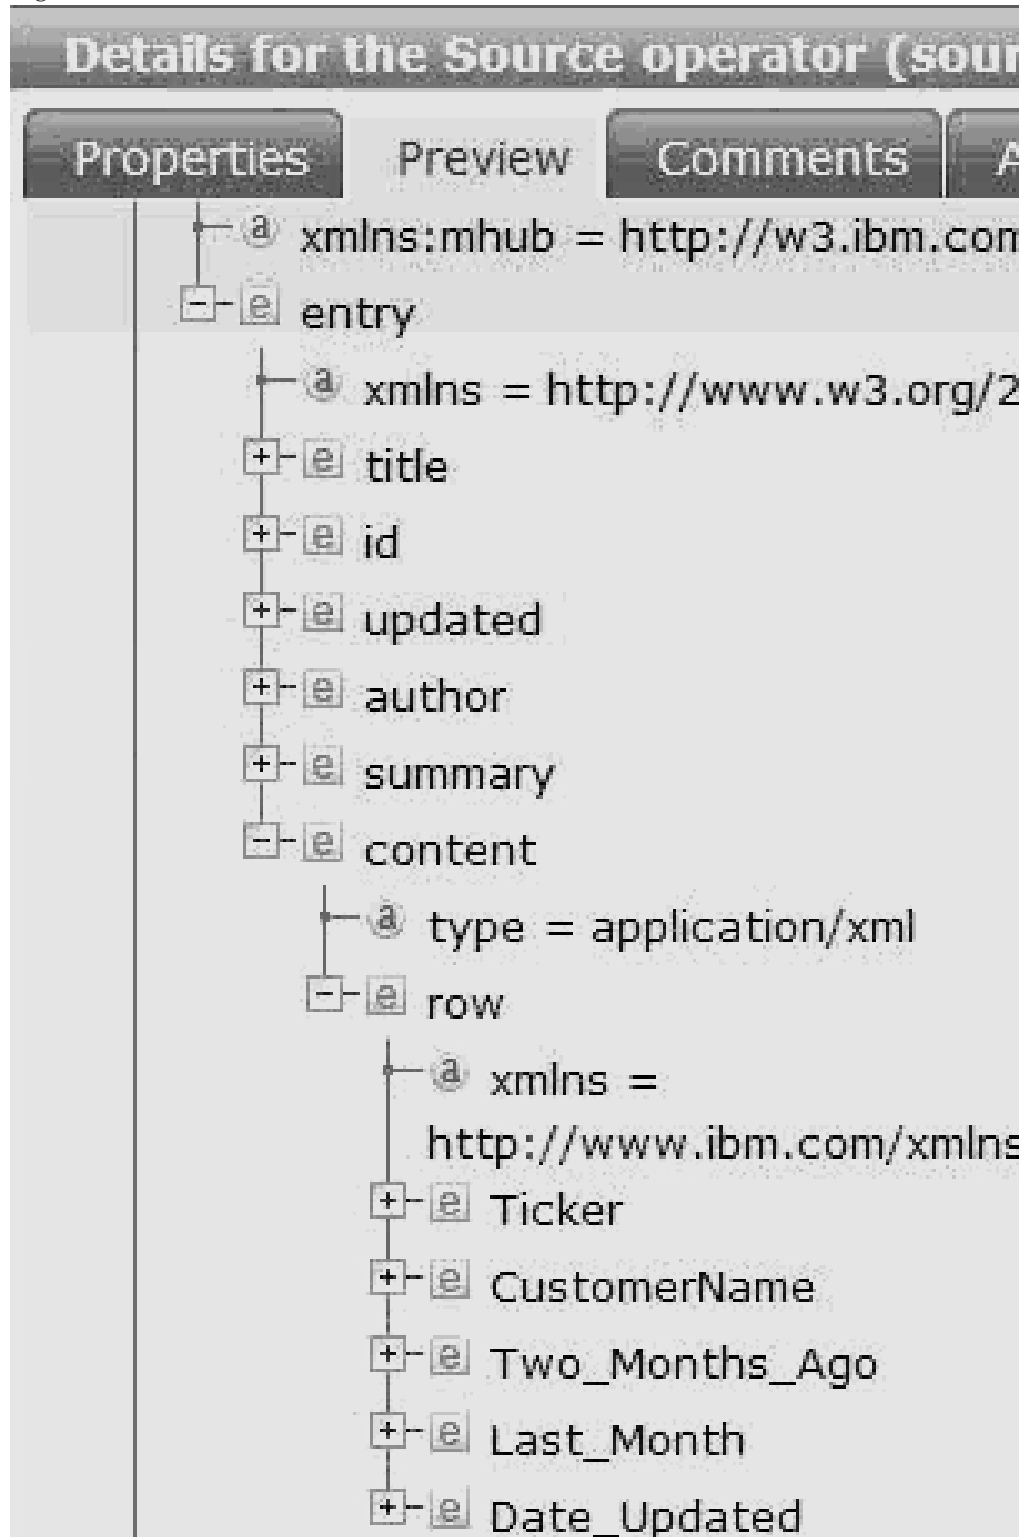 Details for the Source operator (sour
Properties Preview Comments A
a xmlns:mhub = http://w3.ibm.com
e entry
a xmlns = http://www.w3.org/2
e title
e id
e updated
e author
e summary
e content
a type = application/xml
e row
a xmlns =
http://www.ibm.com/xmlns
e Ticker
e CustomerName
e Two_Months_Ago
e Last_Month
e Date_Updated